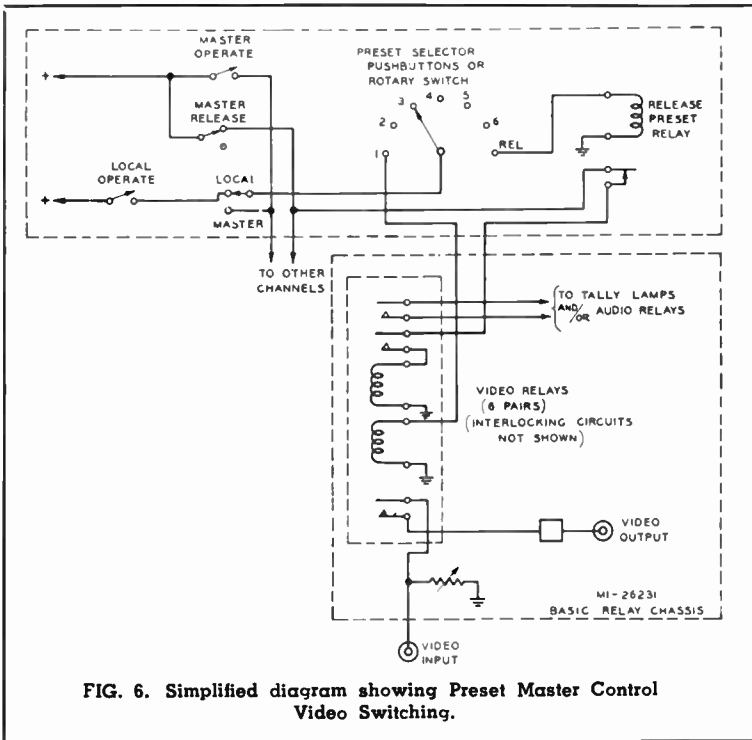 MASTER
OPERATE
+
MASTER
RELEASE
LOCAL
OPERATE
+
LOCAL
MASTER
TO OTHER
CHANNELS
PRESET SELECTOR
PUSHBUTTONS OR
ROTARY SWITCH
1
2
3
4
5
6
REL
RELEASE
PRESET
RELAY
TO TALLY LAMPS
AND/OR AUDIO RELAYS
VIDEO RELAYS
(6 PAIRS)
(INTERLOCKING CIRCUITS
NOT SHOWN)
VIDEO
OUTPUT
MI-26231
BASIC RELAY CHASSIS
VIDEO
INPUT
FIG. 6. Simplified diagram showing Preset Master Control
Video Switching.